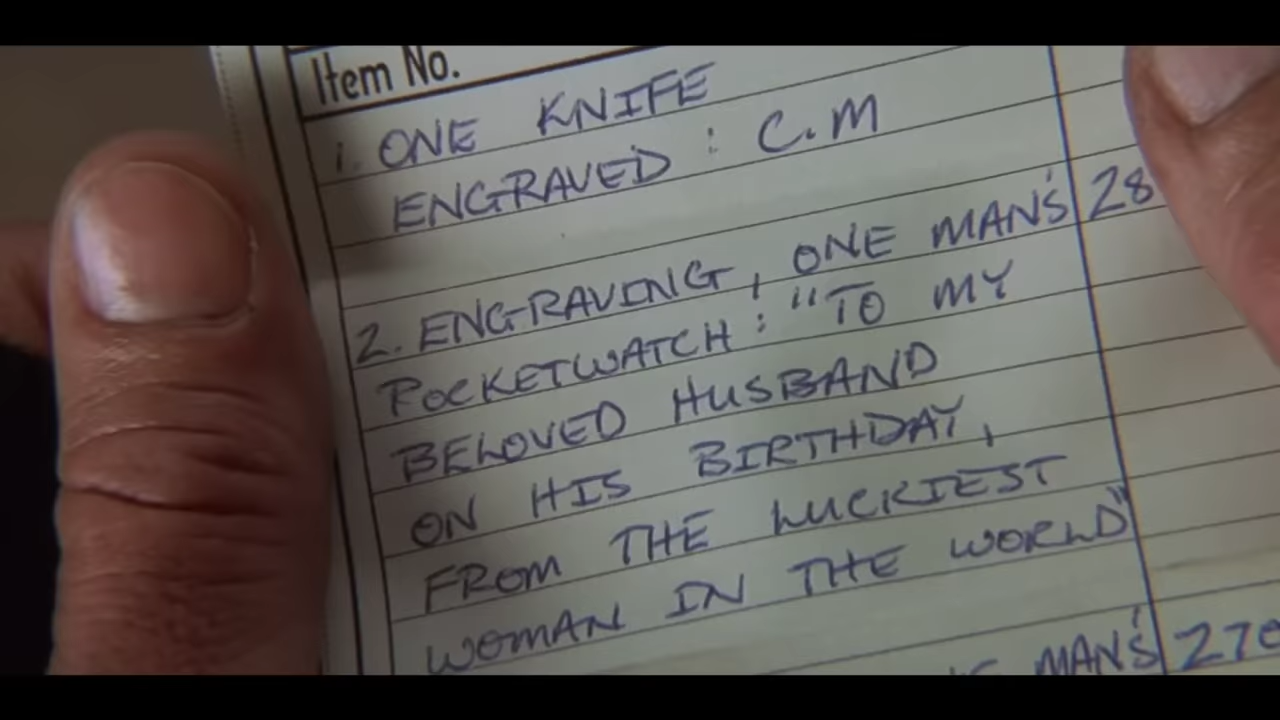 Item No.
1. ONE KNIFE
ENGRAVED : C.M
2. ENGRAVING, ONE MAN'S 28
POCKETWATCH : "TO MY
BELOVED HUSBAND
ON HIS BIRTHDAY,
FROM THE LUCKIEST
WOMAN IN THE WORLD"
MAN'S 270